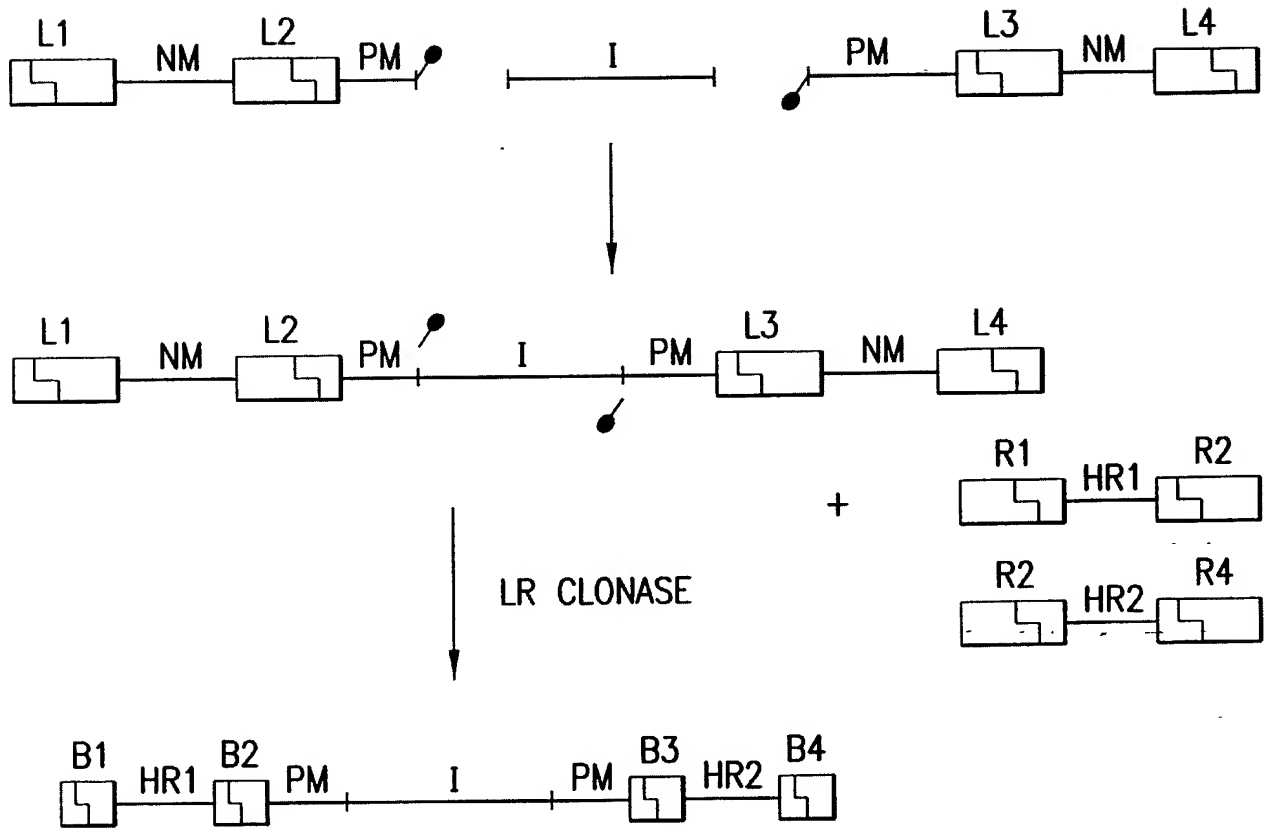 L1 NM L2 PM I PM L3 NM L4
L1 NM L2 PM I PM L3 NM L4
+
R1 HR1 R2
R2 HR2 R4
LR CLONASE
B1 HR1 B2 PM I PM B3 HR2 B4